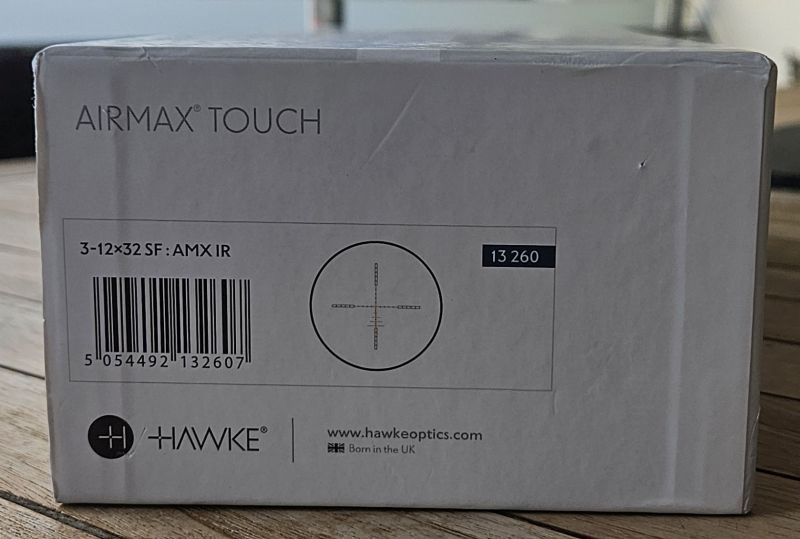 AIRMAX® TOUCH
3-12×32 SF : AMX IR
13 260
5 054492 132607
HAWKE®
www.hawkeoptics.com
Born in the UK